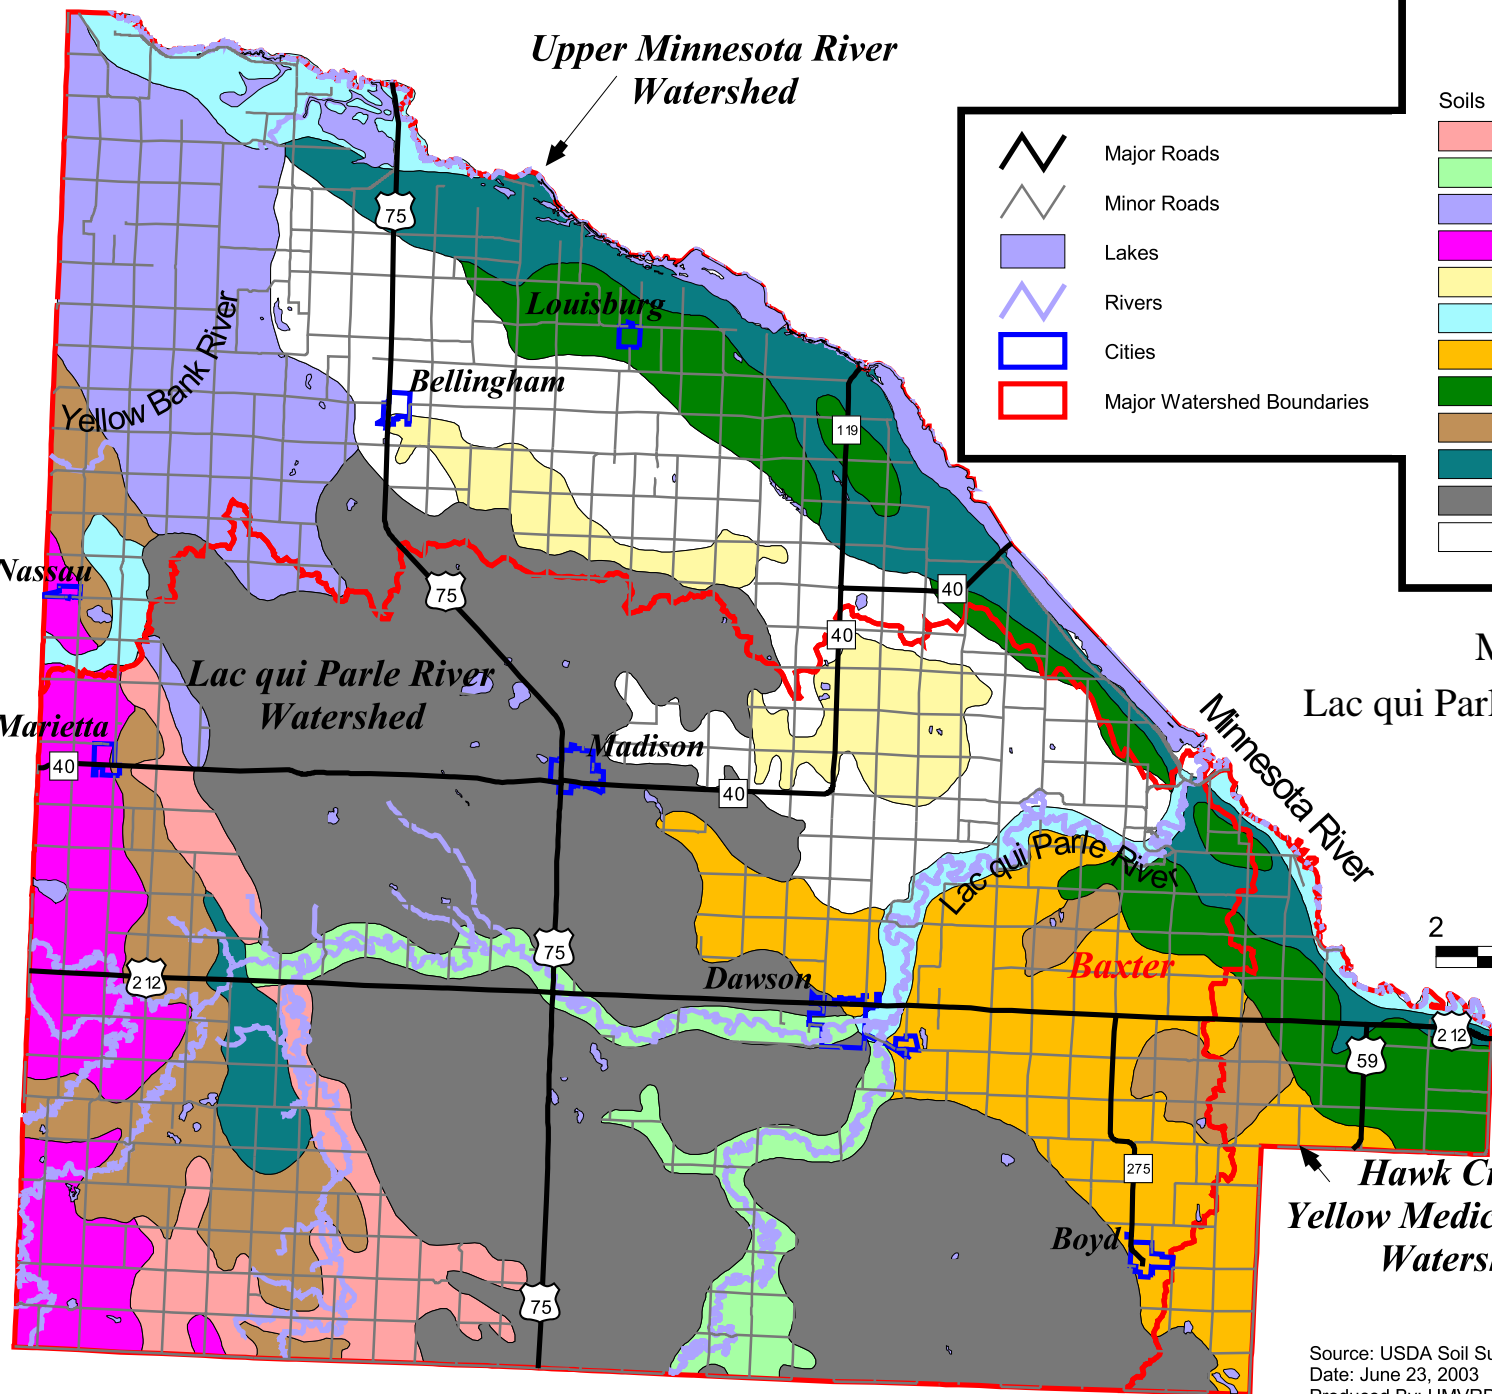 Upper Minnesota River
Watershed
Soils
Major Roads
Minor Roads
Lakes
Rivers
Cities
Major Watershed Boundaries
75
Louisburg
Yellow Bank River
Bellingham
119
Nassau
75
40
40
Lac qui Parle River
Watershed
M
Lac qui Parl
Marietta
40
Madison
40
Minnesota River
Lac qui Parle River
2
75
212
Dawson
Baxter
212
59
275
Hawk C
Yellow Medic
Watersh
Boyd
75
Source: USDA Soil Su
Date: June 23, 2003